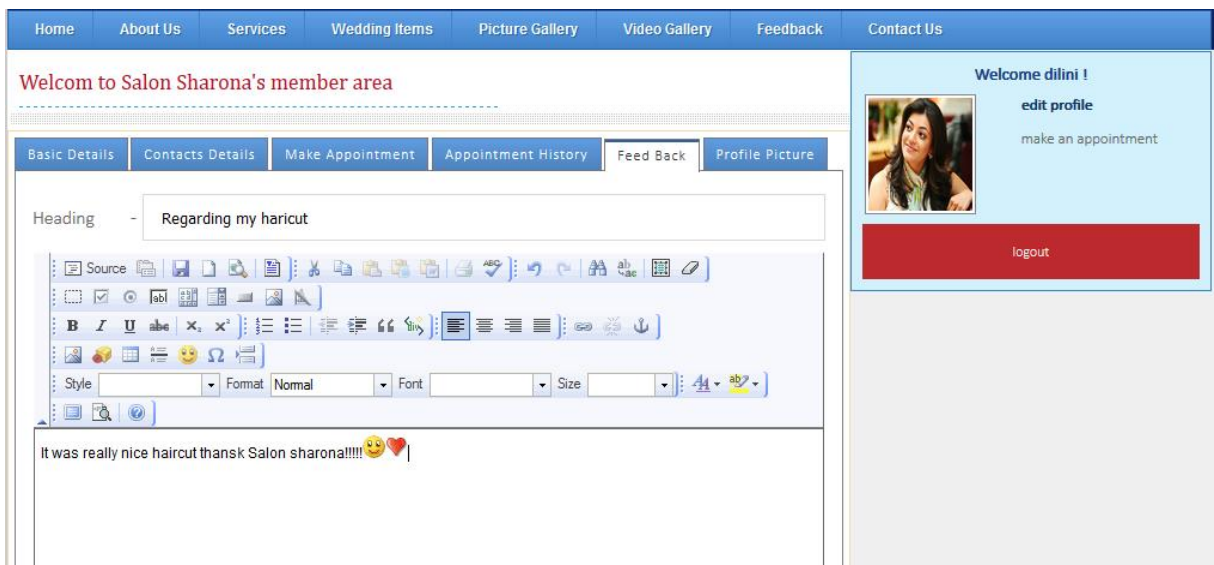 Home About Us Services Wedding Items Picture Gallery Video Gallery Feedback Contact Us
Welcom to Salon Sharona's member area
Welcome dilini !
edit profile
make an appointment
logout
Basic Details Contacts Details Make Appointment Appointment History Feed Back Profile Picture
Heading - Regarding my haricut
Source
Style Format Normal Font Size
It was really nice haircut thansk Salon sharona!!!!!